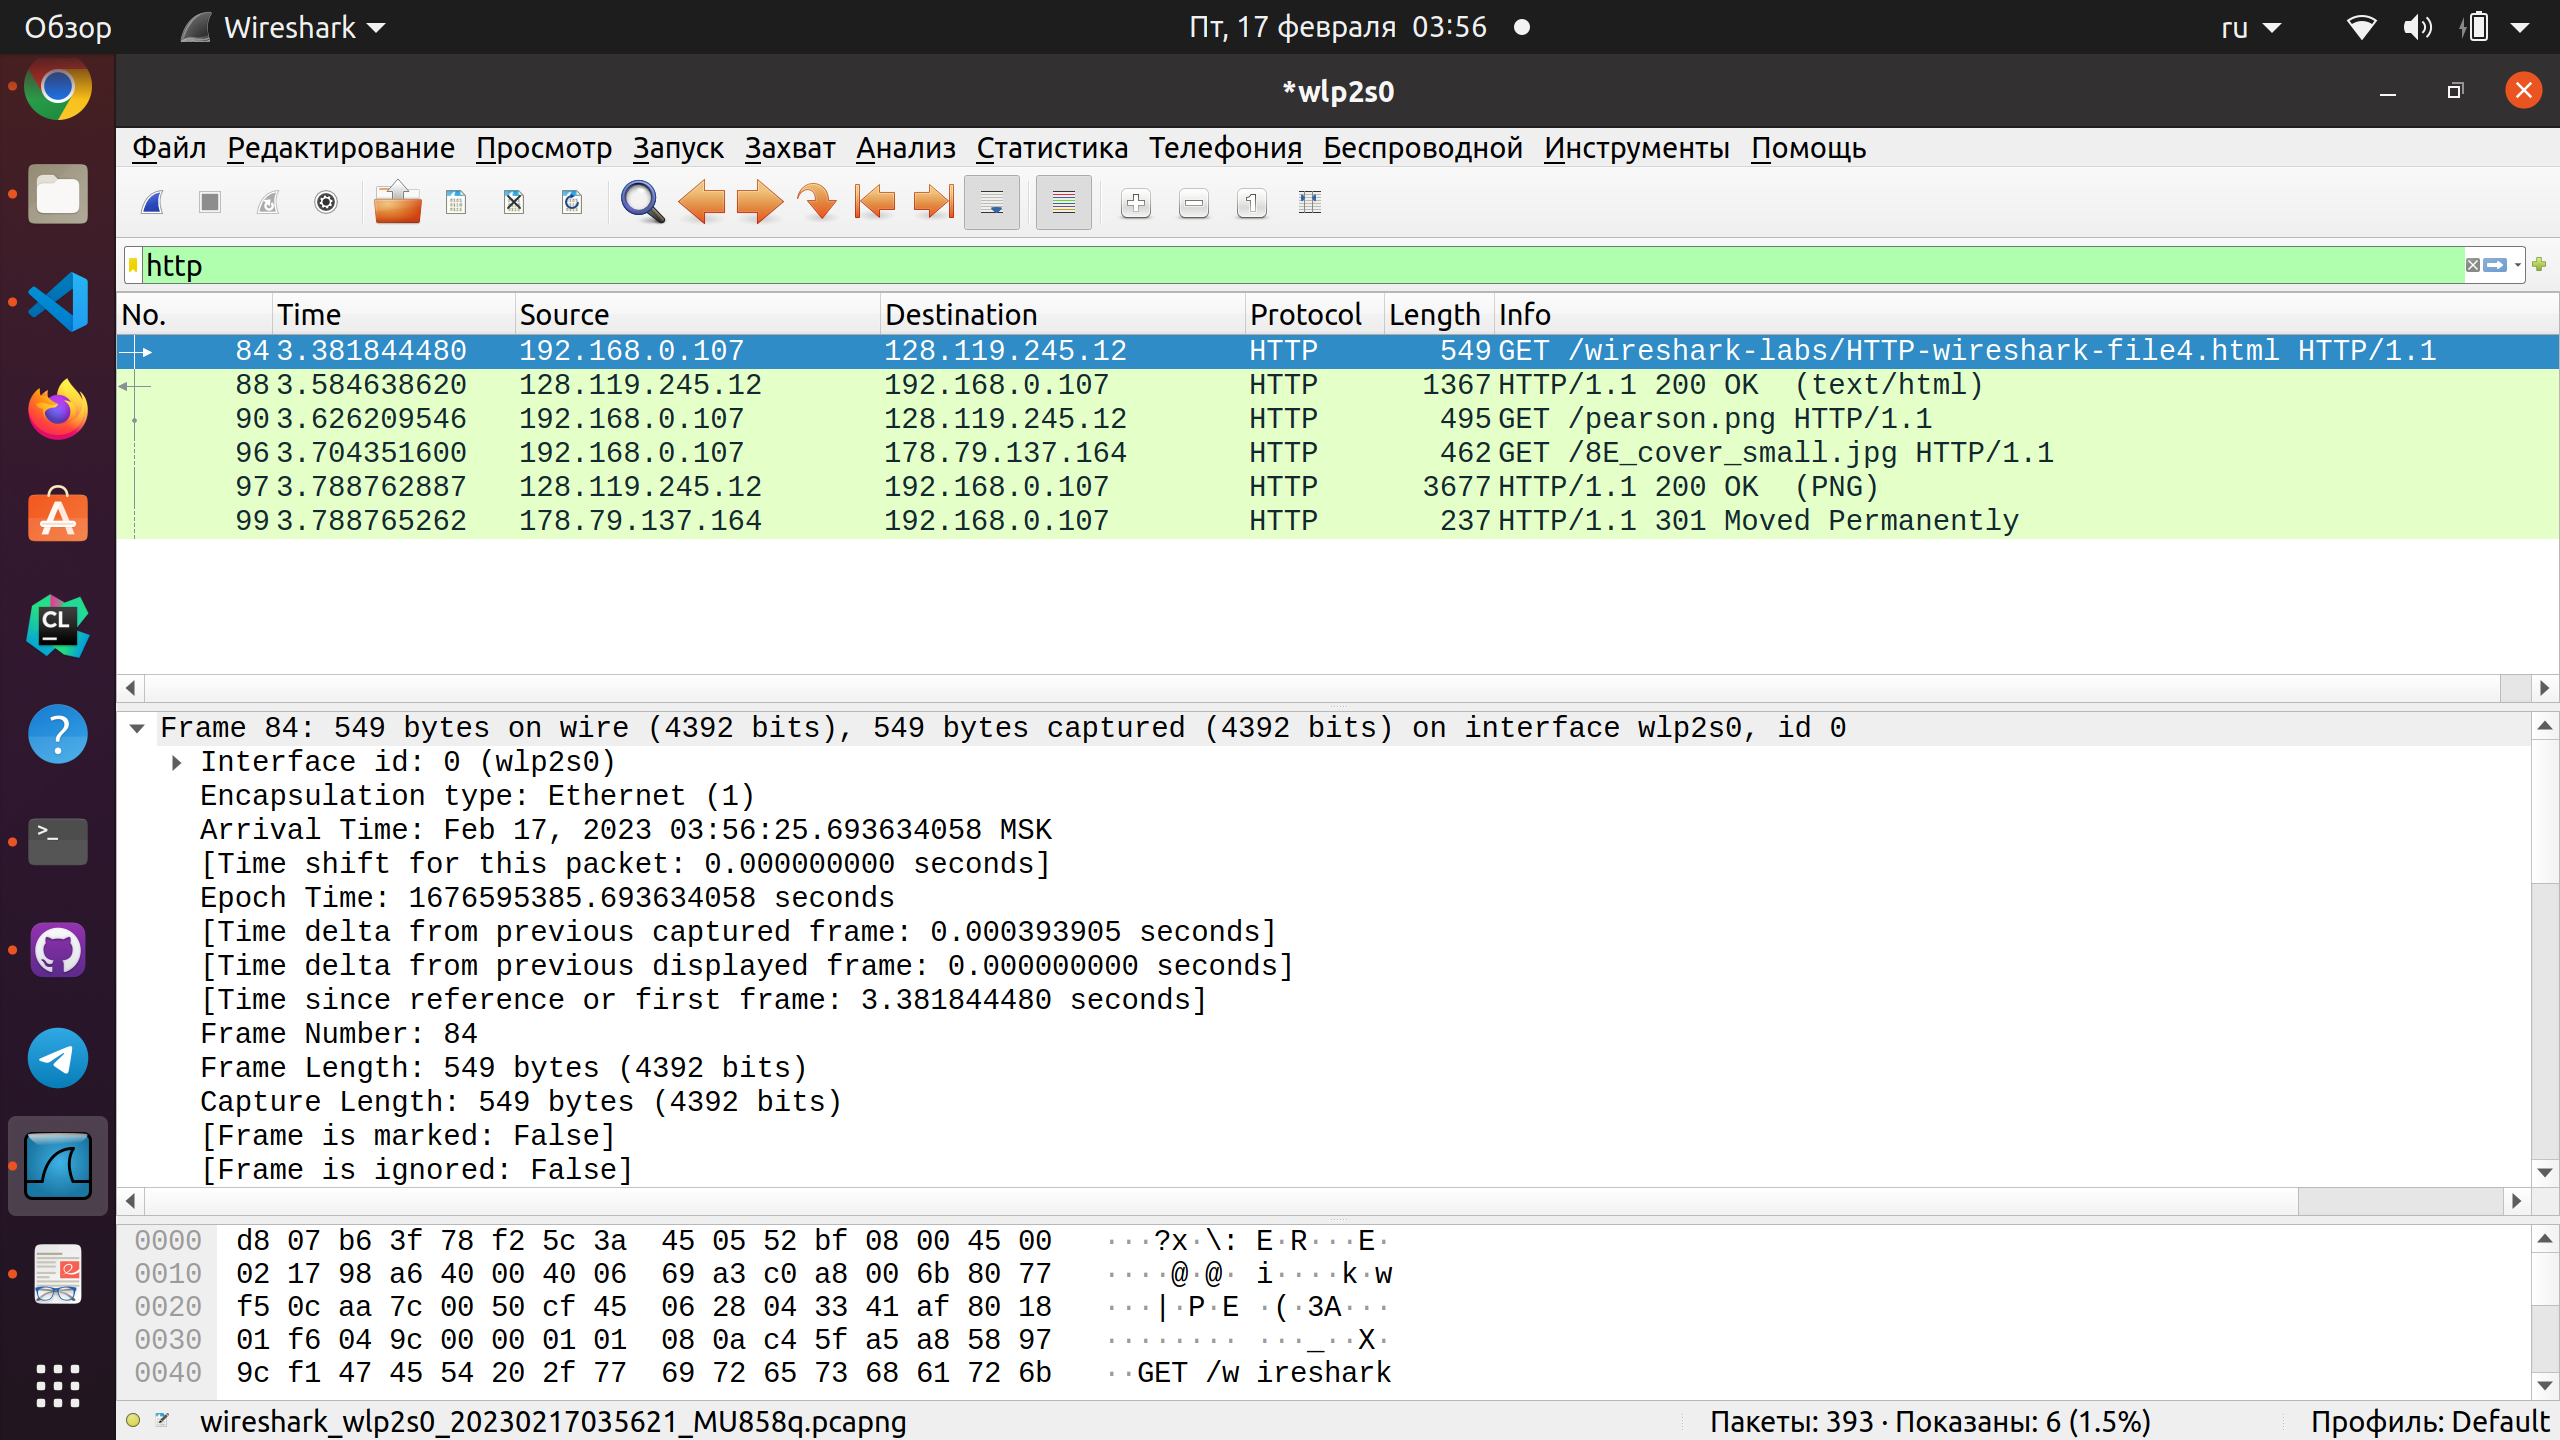 Обзор Wireshark Пт, 17 февраля 03:56 ru
*wlp2s0
Файл Редактирование Просмотр Запуск Захват Анализ Статистика Телефония Беспроводной Инструменты Помощь
http
No. Time Source Destination Protocol Length Info
84 3.381844480 192.168.0.107 128.119.245.12 HTTP 549 GET /wireshark-labs/HTTP-wireshark-file4.html HTTP/1.1
88 3.584638620 128.119.245.12 192.168.0.107 HTTP 1367 HTTP/1.1 200 OK (text/html)
90 3.626209546 192.168.0.107 128.119.245.12 HTTP 495 GET /pearson.png HTTP/1.1
96 3.704351600 192.168.0.107 178.79.137.164 HTTP 462 GET /8E_cover_small.jpg HTTP/1.1
97 3.788762887 128.119.245.12 192.168.0.107 HTTP 3677 HTTP/1.1 200 OK (PNG)
99 3.788765262 178.79.137.164 192.168.0.107 HTTP 237 HTTP/1.1 301 Moved Permanently
Frame 84: 549 bytes on wire (4392 bits), 549 bytes captured (4392 bits) on interface wlp2s0, id 0
Interface id: 0 (wlp2s0)
Encapsulation type: Ethernet (1)
Arrival Time: Feb 17, 2023 03:56:25.693634058 MSK
[Time shift for this packet: 0.000000000 seconds]
Epoch Time: 1676595385.693634058 seconds
[Time delta from previous captured frame: 0.000393905 seconds]
[Time delta from previous displayed frame: 0.000000000 seconds]
[Time since reference or first frame: 3.381844480 seconds]
Frame Number: 84
Frame Length: 549 bytes (4392 bits)
Capture Length: 549 bytes (4392 bits)
[Frame is marked: False]
[Frame is ignored: False]
0000 d8 07 b6 3f 78 f2 5c 3a 45 05 52 bf 08 00 45 00 ···?x·\: E·R···E·
0010 02 17 98 a6 40 00 40 06 69 a3 c0 a8 00 6b 80 77 ····@·@· i····k·w
0020 f5 0c aa 7c 00 50 cf 45 06 28 04 33 41 af 80 18 ···|·P·E ·(·3A···
0030 01 f6 04 9c 00 00 01 01 08 0a c4 5f a5 a8 58 97 ········ ···_··X·
0040 9c f1 47 45 54 20 2f 77 69 72 65 73 68 61 72 6b ··GET /w ireshark
wireshark_wlp2s0_20230217035621_MU858q.pcapng Пакеты: 393 · Показаны: 6 (1.5%) Профиль: Default